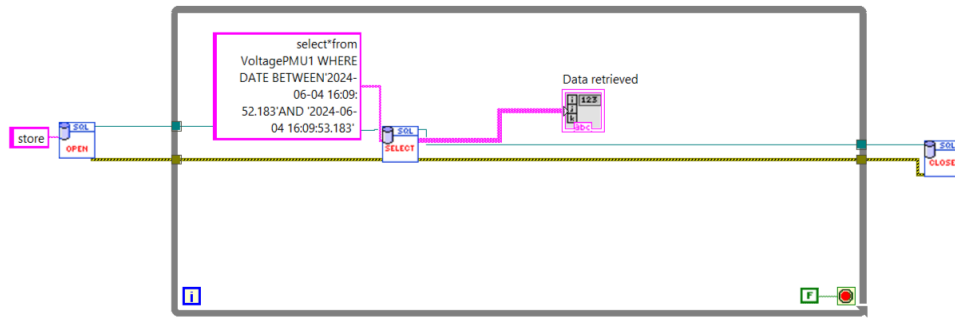 select*from
VoltagePMU1 WHERE
DATE BETWEEN'2024-
06-04 16:09:
52.183'AND '2024-06-
04 16:09:53.183'
Data retrieved
123
abc
store
SQL
OPEN
SQL
SELECT
SQL
CLOSE
i
F